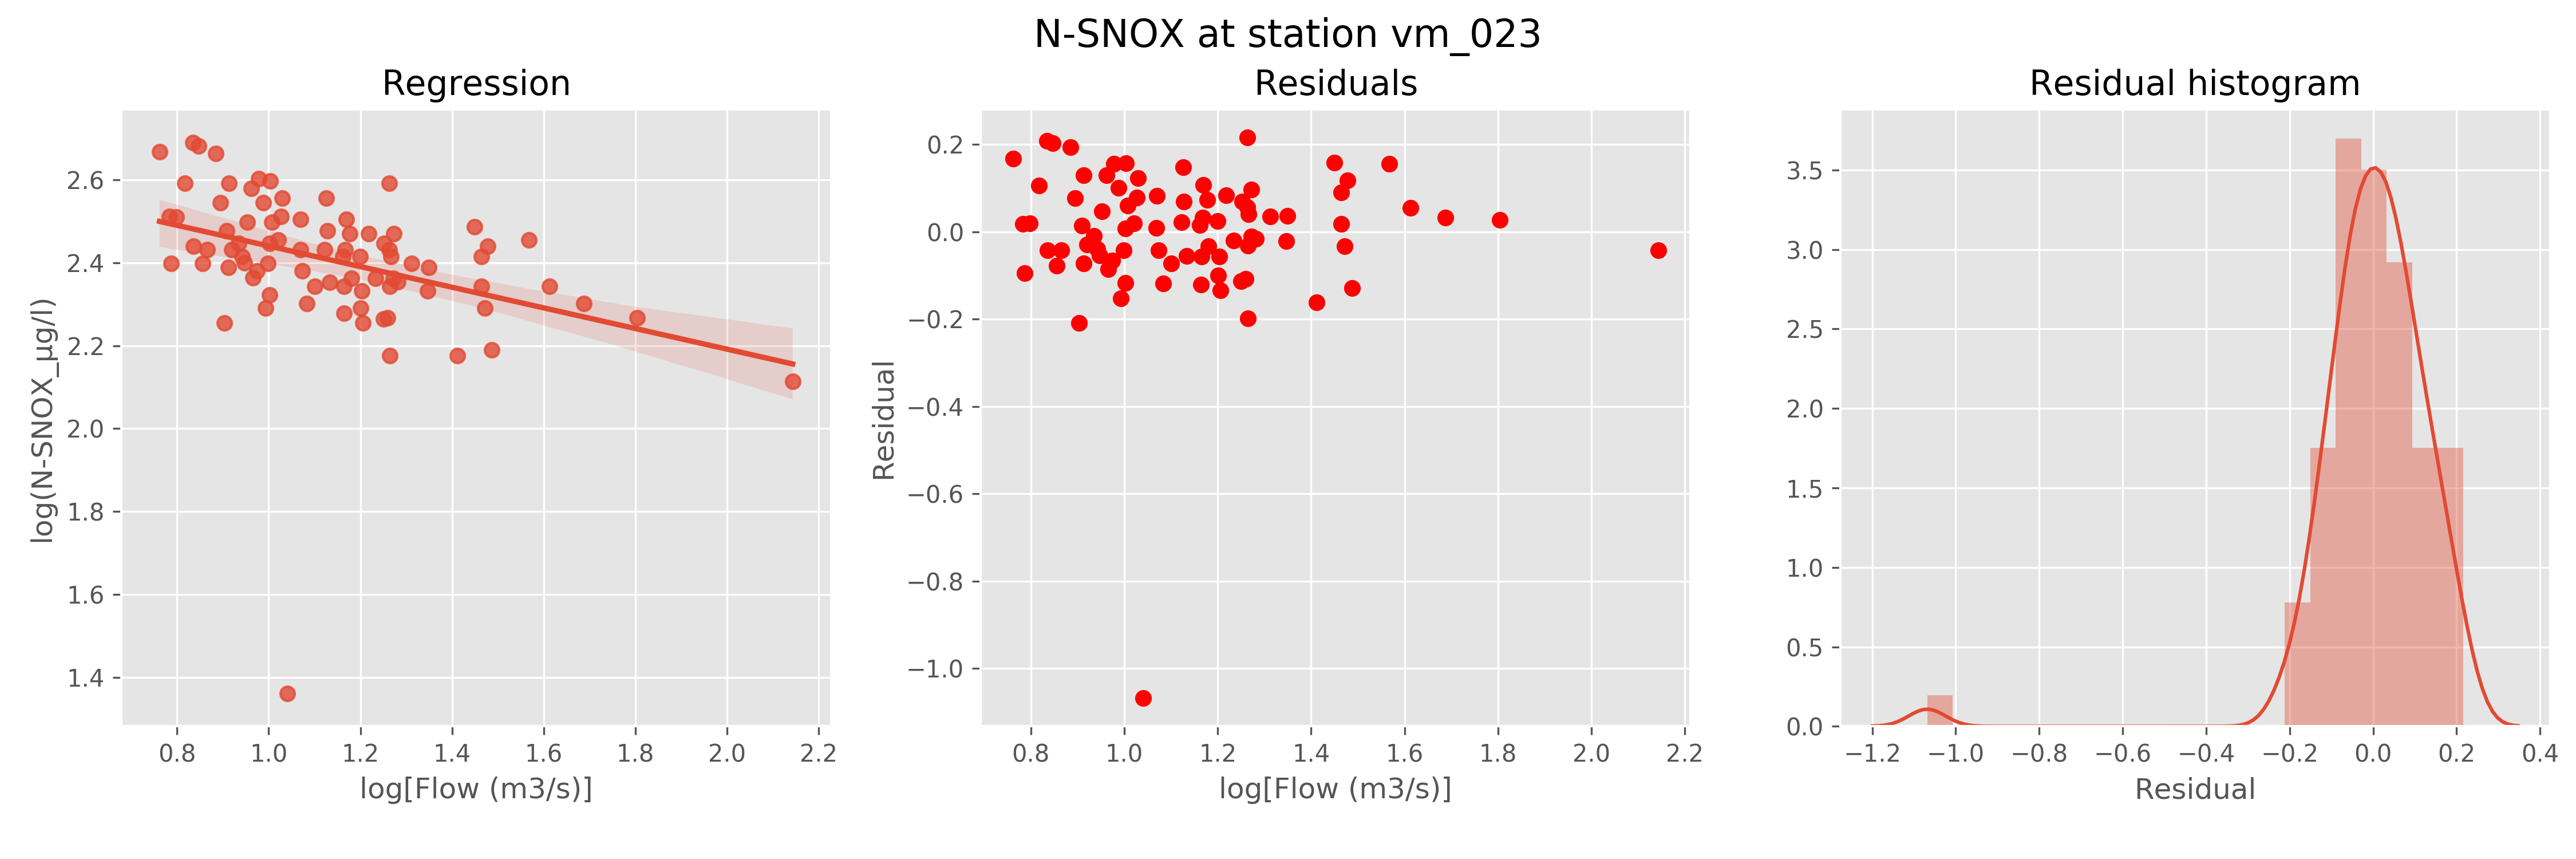 N-SNOX at station vm_023
Regression
2.6
2.4
2.2
2.0
1.8
1.6
1.4
log(N-SNOX_µg/l)
0.8 1.0 1.2 1.4 1.6 1.8 2.0 2.2
log[Flow (m3/s)]
Residuals
0.2
0.0
−0.2
−0.4
−0.6
−0.8
−1.0
Residual
0.8 1.0 1.2 1.4 1.6 1.8 2.0 2.2
log[Flow (m3/s)]
Residual histogram
3.5
3.0
2.5
2.0
1.5
1.0
0.5
0.0
−1.2 −1.0 −0.8 −0.6 −0.4 −0.2 0.0 0.2 0.4
Residual